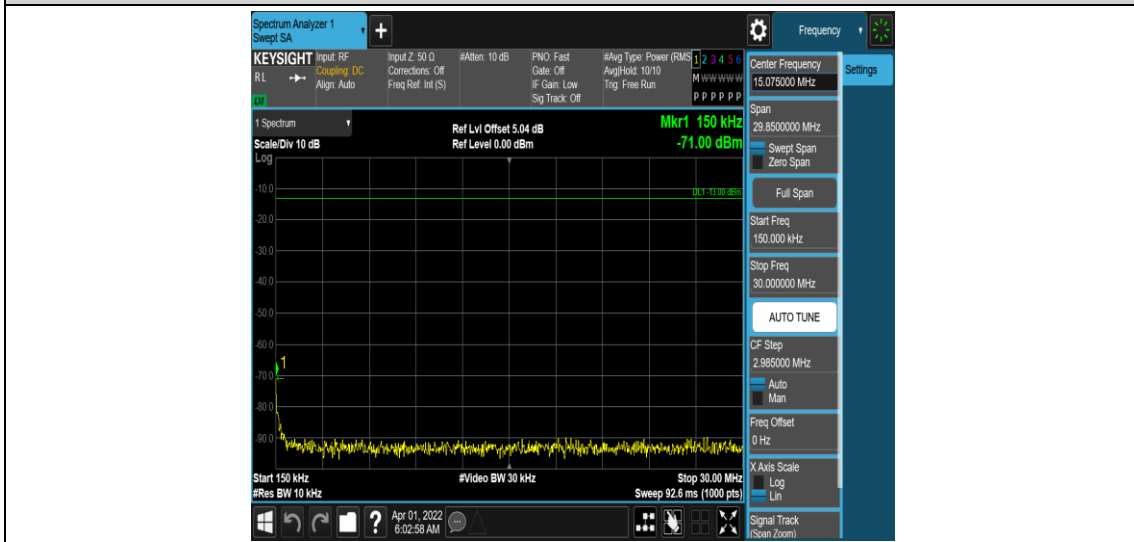 Spectrum Analyzer 1
Swept SA
+
Frequency
KEYSIGHT
RL
LXI
Input: RF
Coupling: DC
Align: Auto
Input Z: 50 Ω
Corrections: Off
Freq Ref: Int (S)
#Atten: 10 dB
PNO: Fast
Gate: Off
IF Gain: Low
Sig Track: Off
#Avg Type: Power (RMS
Avg|Hold: 10/10
Trig: Free Run
1 2 3 4 5 6
M W W W W W
P P P P P P
1 Spectrum
Scale/Div 10 dB
Log
Ref Lvl Offset 5.04 dB
Ref Level 0.00 dBm
Mkr1 150 kHz
-71.00 dBm
DL1 -13.00 dBm
-10.0
-20.0
-30.0
-40.0
-50.0
-60.0
1
-70.0
-80.0
-90.0
Start 150 kHz
#Video BW 30 kHz
Stop 30.00 MHz
#Res BW 10 kHz
Sweep 92.6 ms (1000 pts)
?
Apr 01, 2022
6:02:58 AM
Center Frequency
15.075000 MHz
Settings
Span
29.8500000 MHz
Swept Span
Zero Span
Full Span
Start Freq
150.000 kHz
Stop Freq
30.000000 MHz
AUTO TUNE
CF Step
2.985000 MHz
Auto
Man
Freq Offset
0 Hz
X Axis Scale
Log
Lin
Signal Track
(Span Zoom)